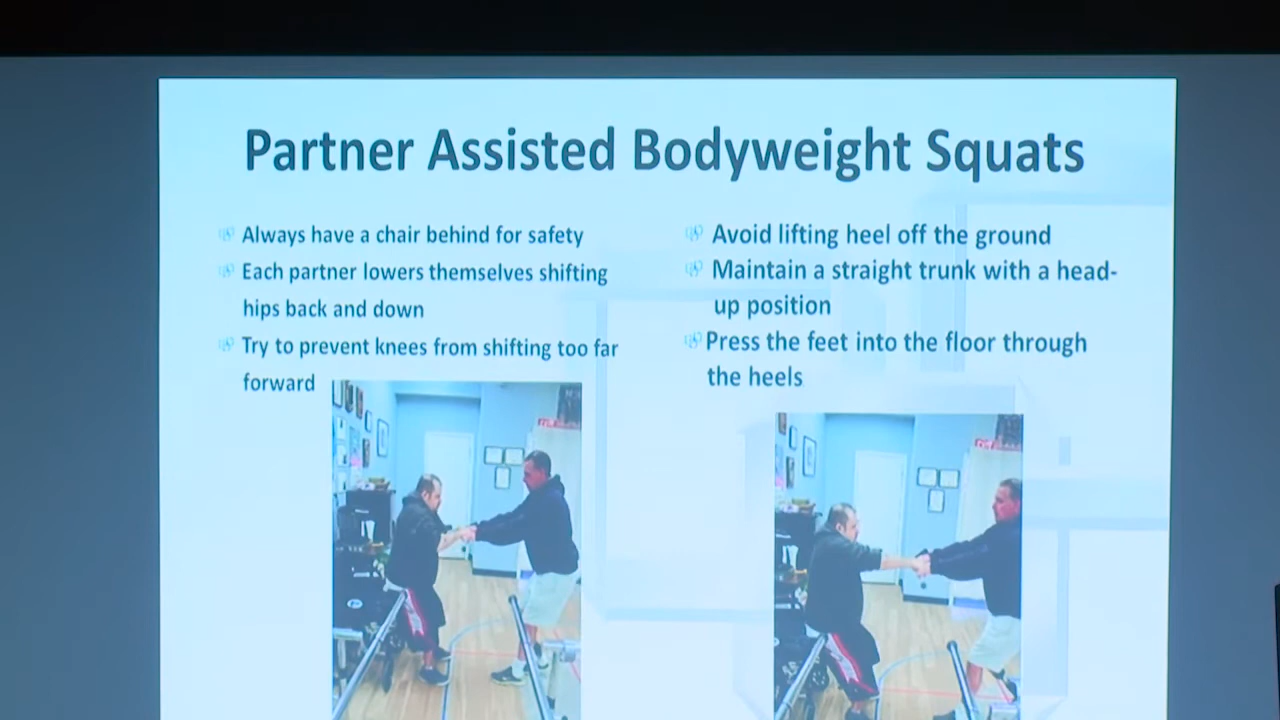 Partner Assisted Bodyweight Squats
Always have a chair behind for safety
Each partner lowers themselves shifting
hips back and down
Try to prevent knees from shifting too far
forward
Avoid lifting heel off the ground
Maintain a straight trunk with a head-
up position
Press the feet into the floor through
the heels